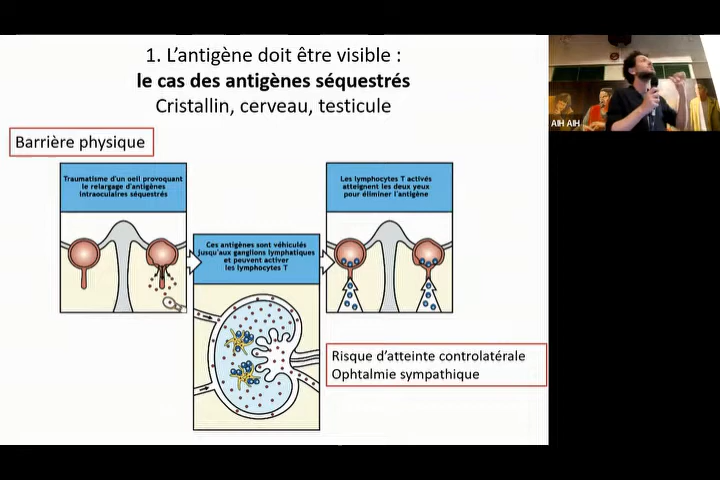 1. L'antigène doit être visible :
le cas des antigènes séquestrés
Cristallin, cerveau, testicule
Barrière physique
Traumatisme d'un oeil provoquant
le relargage d'antigènes
intraoculaires séquestrés
Ces antigènes sont véhiculés
jusqu'aux ganglions lymphatiques
et peuvent activer
les lymphocytes T
Les lymphocytes T activés
atteignent les deux yeux
pour éliminer l'antigène
Risque d'atteinte controlatérale
Ophtalmie sympathique
AIH AIH